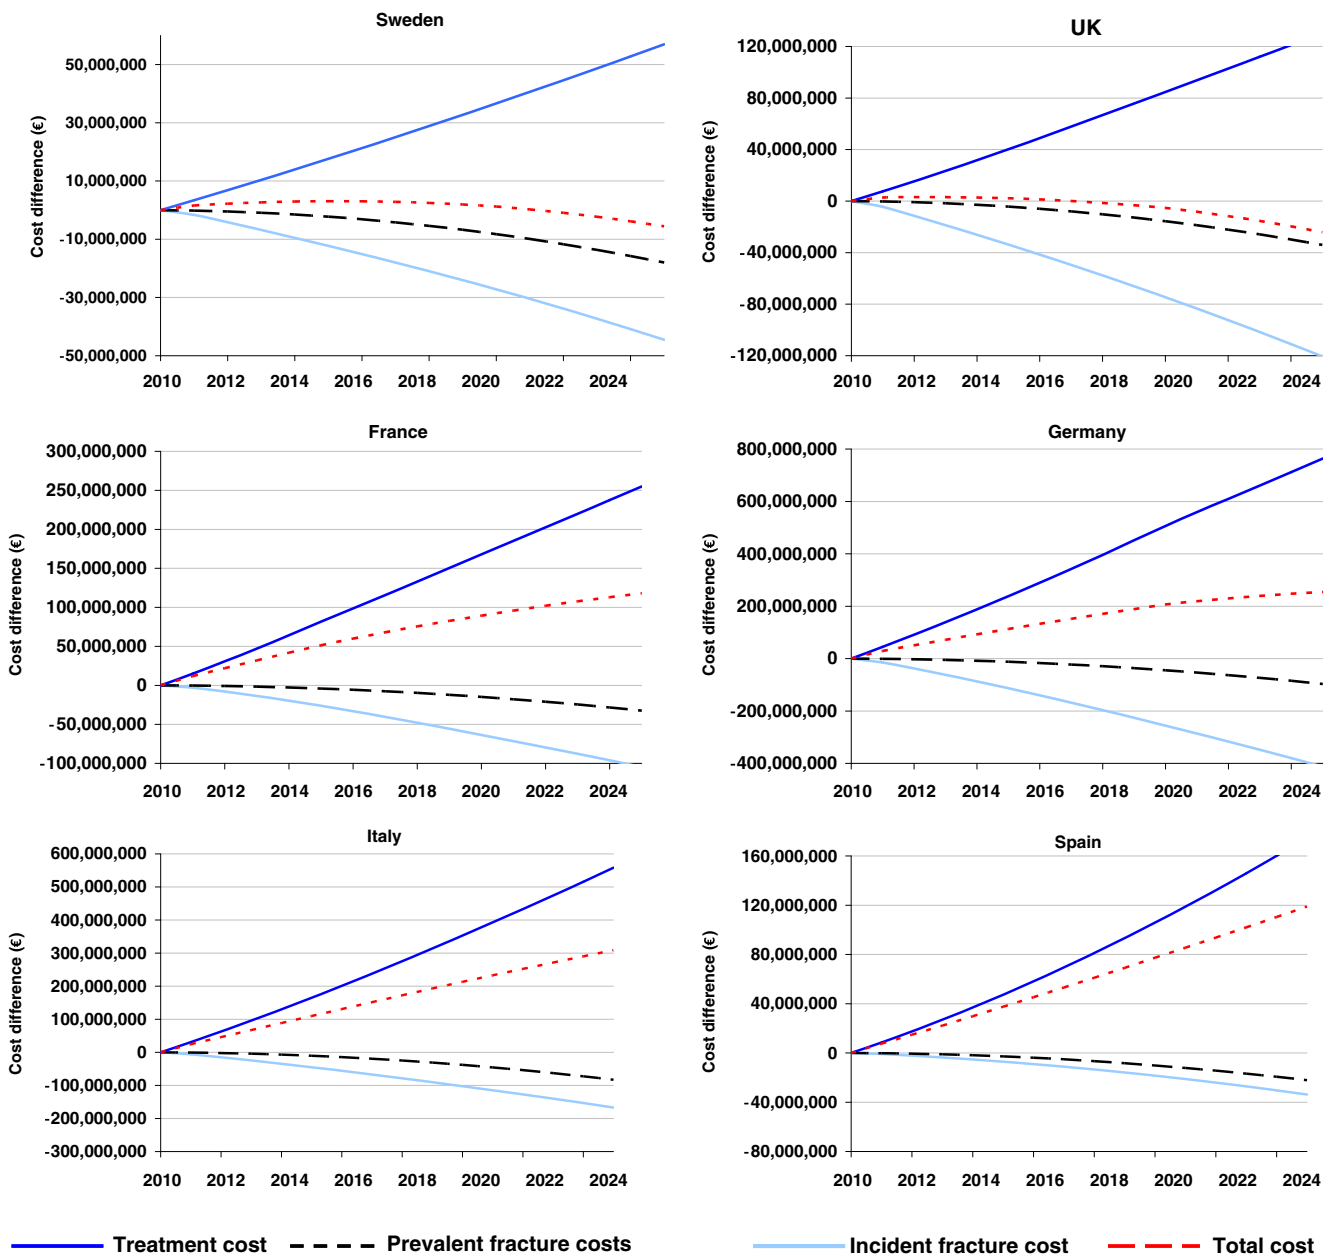 Sweden
Cost difference (€)
50,000,000
30,000,000
10,000,000
-10,000,000
-30,000,000
-50,000,000
2010 2012 2014 2016 2018 2020 2022 2024
UK
Cost difference (€)
120,000,000
80,000,000
40,000,000
0
-40,000,000
-80,000,000
-120,000,000
2010 2012 2014 2016 2018 2020 2022 2024
France
Cost difference (€)
300,000,000
250,000,000
200,000,000
150,000,000
100,000,000
50,000,000
0
-50,000,000
-100,000,000
2010 2012 2014 2016 2018 2020 2022 2024
Germany
Cost difference (€)
800,000,000
600,000,000
400,000,000
200,000,000
0
-200,000,000
-400,000,000
2010 2012 2014 2016 2018 2020 2022 2024
Italy
Cost difference (€)
600,000,000
500,000,000
400,000,000
300,000,000
200,000,000
100,000,000
0
-100,000,000
-200,000,000
-300,000,000
2010 2012 2014 2016 2018 2020 2022 2024
Spain
Cost difference (€)
160,000,000
120,000,000
80,000,000
40,000,000
0
-40,000,000
-80,000,000
2010 2012 2014 2016 2018 2020 2022 2024
Treatment cost Prevalent fracture costs Incident fracture cost Total cost